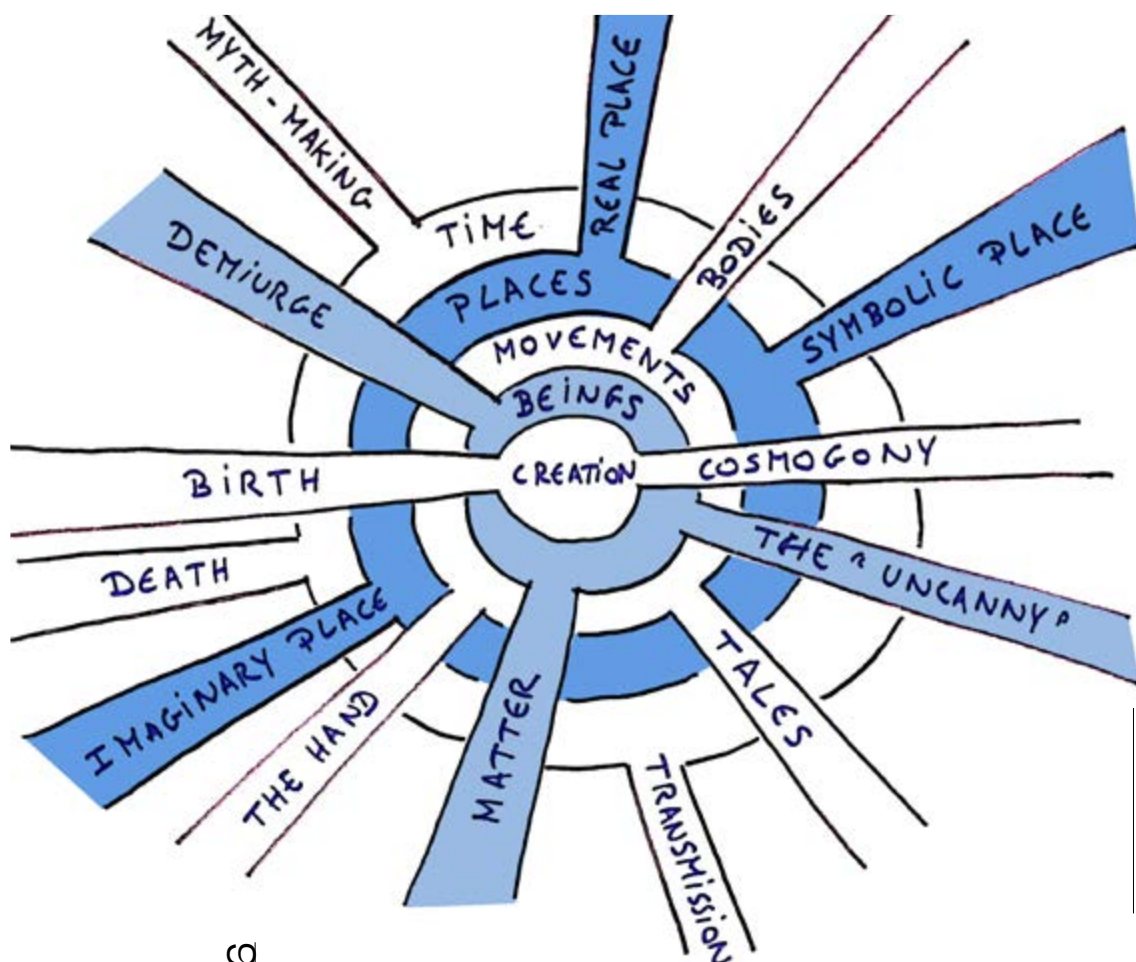 MYTH-MAKING
REAL PLACE
BODIES
DEMIURGE
TIME
SYMBOLIC PLACE
PLACES
MOVEMENTS
BEINGS
CREATION
COSMOGONY
BIRTH
THE "UNCANNY"
DEATH
IMAGINARY PLACE
THE HAND
MATTER
TALES
TRANSMISSION